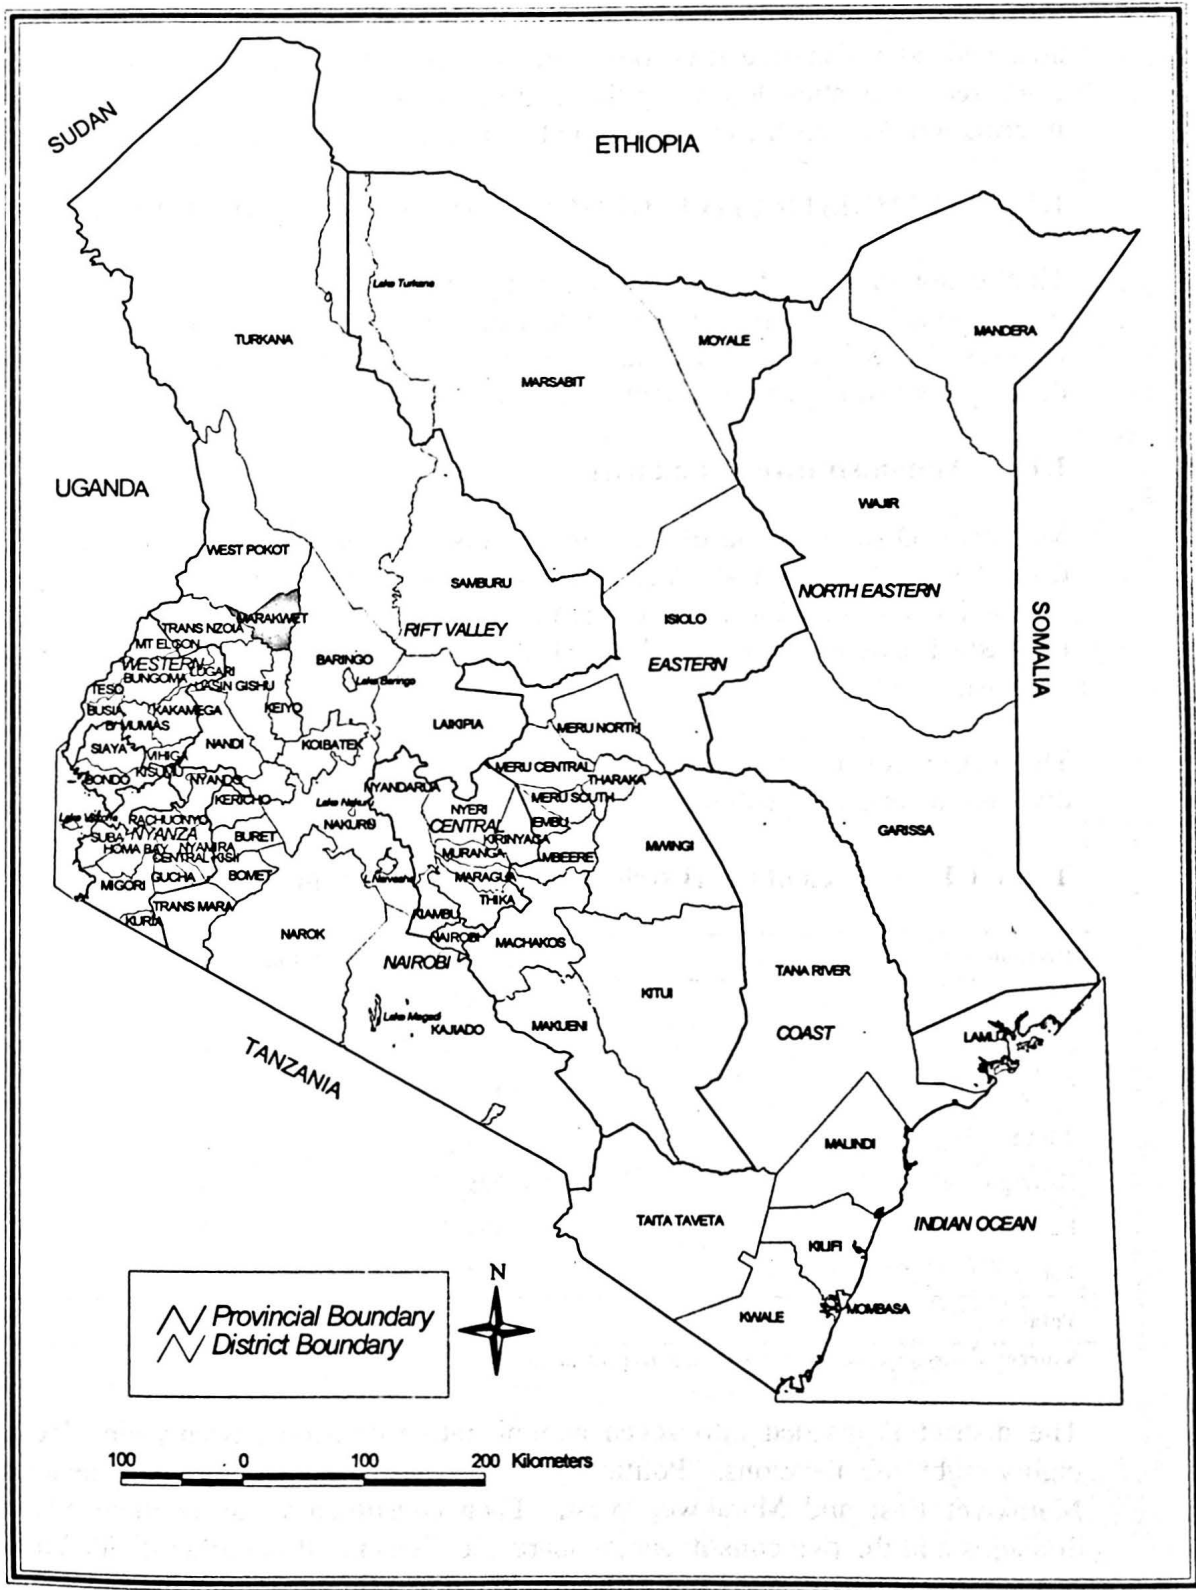 SUDAN
ETHIOPIA
Lake Turkana
TURKANA
MOYALE
MANDERA
MARSABIT
UGANDA
WAJIR
WEST POKOT
SAMBURU
NORTH EASTERN
MARAKWET
ISIOLO
SOMALIA
TRANS NZOIA
RIFT VALLEY
MT ELGON
WESTERN
BARINGO
EASTERN
LUGARI
BUNGOMA
Lake Baringo
TESO
UASIN GISHU
BUSIA
KAKAMEGA
KEIYO
LAIKIPIA
MERU NORTH
B/MUMIAS
SIAYA
VIHIGA
NANDI
KOIBATEK
KISUMU
MERU CENTRAL
BONDO
NYANDO
NYANDARUA
THARAKA
KERICHO
MERU SOUTH
Lake Nakuru
NYERI
Lake Victoria
RACHUONYO
NAKURU
CENTRAL
EMBU
GARISSA
SUBA
NYANZA
BURET
KIRINYAGA
HOMA BAY
NYAMIRA
MURANGA
MBEERE
MWINGI
CENTRAL KISII
MIGORI
GUCHA
BOMET
L.Naivasha
MARAGUA
THIKA
TRANS MARA
KIAMBU
KURIA
NAROK
NAIROBI
MACHAKOS
NAIROBI
TANA RIVER
KITUI
Lake Magadi
KAJIADO
MAKUENI
COAST
LAMU
TANZANIA
MALINDI
TAITA TAVETA
INDIAN OCEAN
KILIFI
N
KWALE
MOMBASA
Provincial Boundary
District Boundary
100 0 100 200 Kilometers